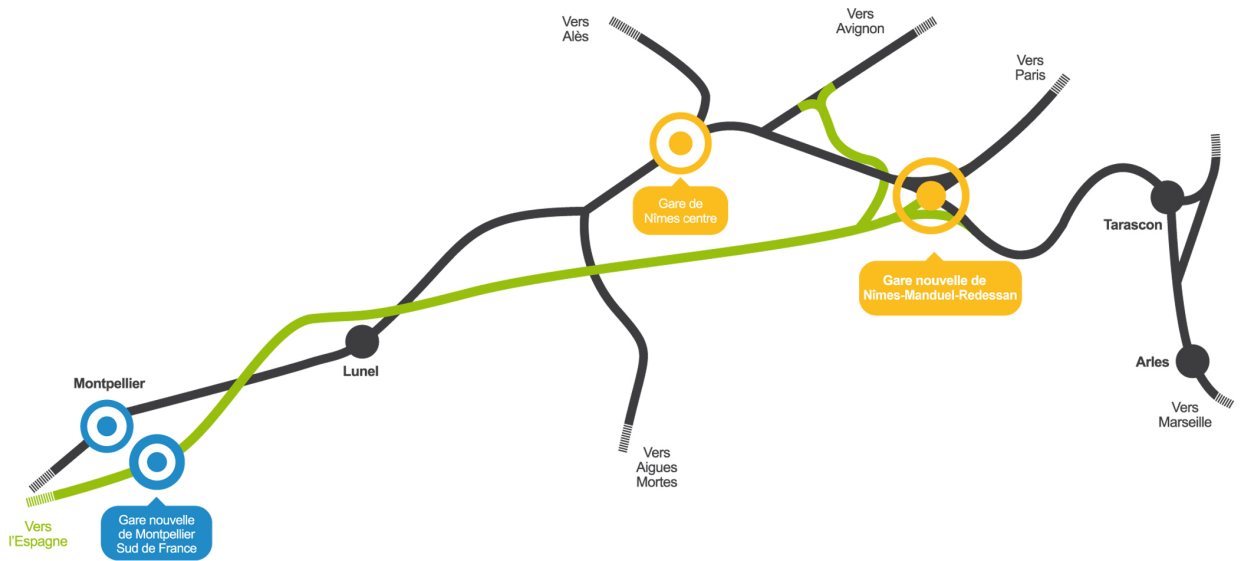 Vers
Alès
Vers
Avignon
Vers
Paris
Gare de
Nîmes centre
Tarascon
Gare nouvelle de
Nîmes-Manduel-Redessan
Arles
Lunel
Montpellier
Vers
Marseille
Vers
Aigues
Mortes
Vers
l'Espagne
Gare nouvelle
de Montpellier
Sud de France